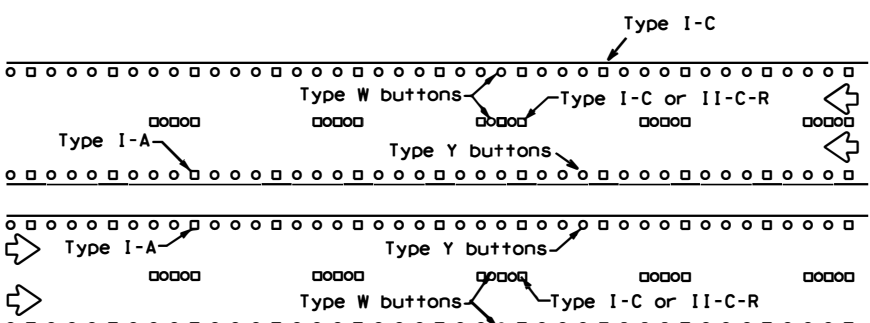 Type I-C
Type W buttons
Type I-C or II-C-R
Type I-A
Type Y buttons
Type I-A
Type Y buttons
Type W buttons
Type I-C or II-C-R